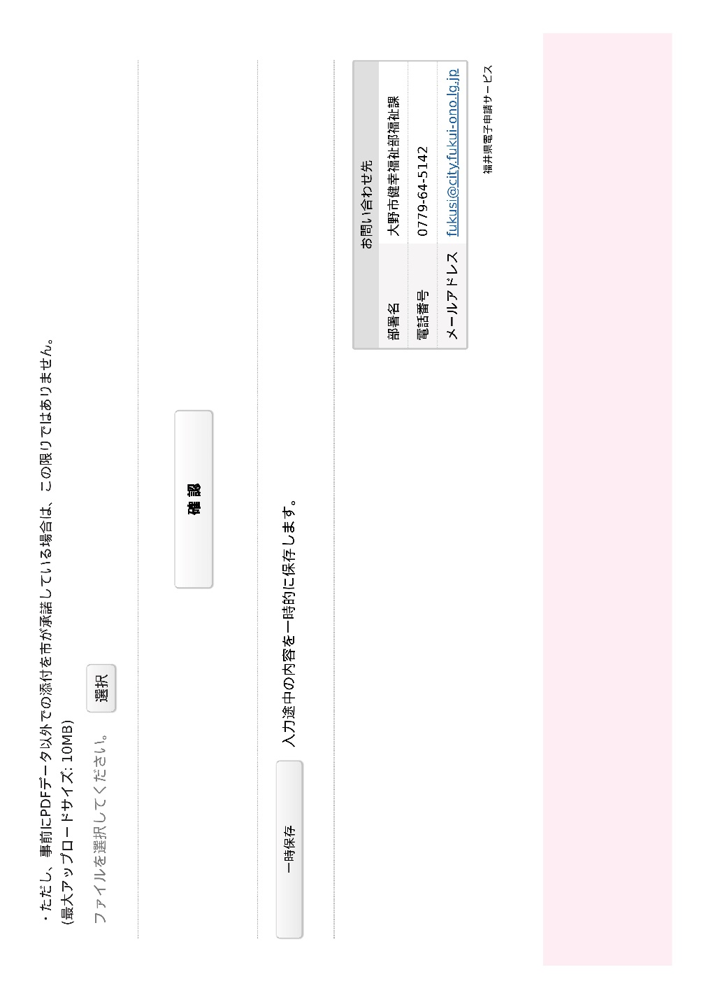 ・ただし、事前にPDFデータ以外での添付を市が承諾している場合は、この限りではありません。
(最大アップロードサイズ: 10MB)
ファイルを選択してください。 選択
確 認
一時保存 入力途中の内容を一時的に保存します。
お問い合わせ先
部署名 大野市健幸福祉部福祉課
電話番号 0779-64-5142
メールアドレス fukusi@city.fukui-ono.lg.jp
福井県電子申請サービス